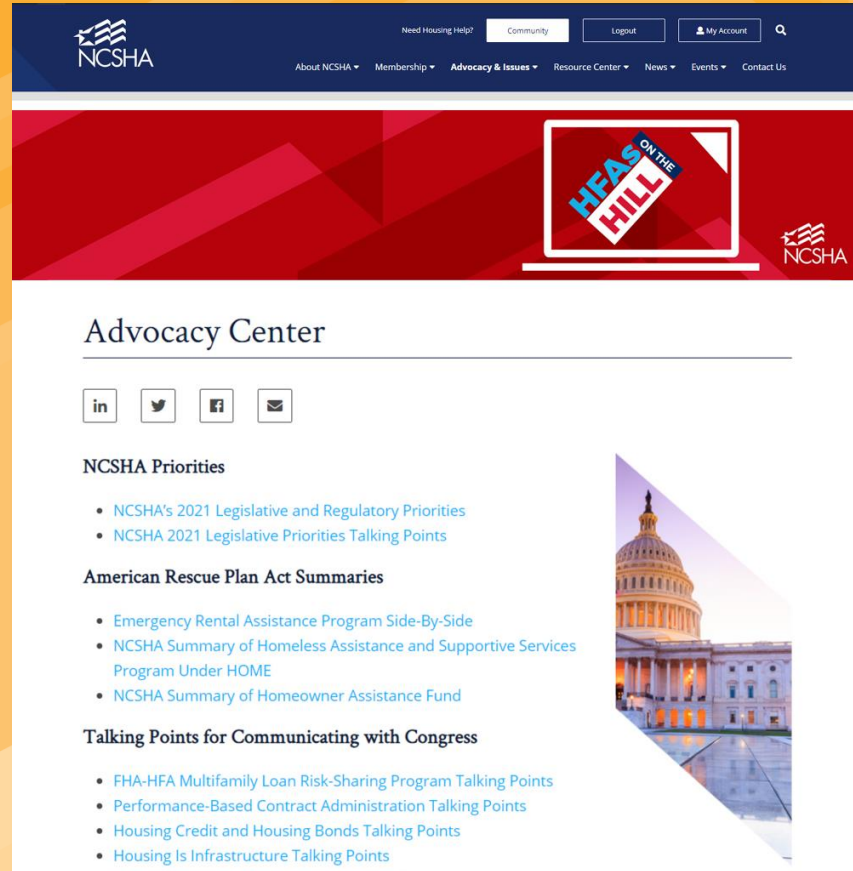 NCSHA
Need Housing Help?
Community
Logout
My Account
About NCSHA
Membership
Advocacy & Issues
Resource Center
News
Events
Contact Us
HFAS
ON THE
HILL
NCSHA
Advocacy Center
in
NCSHA Priorities
• NCSHA's 2021 Legislative and Regulatory Priorities
• NCSHA 2021 Legislative Priorities Talking Points
American Rescue Plan Act Summaries
• Emergency Rental Assistance Program Side-By-Side
• NCSHA Summary of Homeless Assistance and Supportive Services
Program Under HOME
• NCSHA Summary of Homeowner Assistance Fund
Talking Points for Communicating with Congress
• FHA-HFA Multifamily Loan Risk-Sharing Program Talking Points
• Performance-Based Contract Administration Talking Points
• Housing Credit and Housing Bonds Talking Points
• Housing Is Infrastructure Talking Points